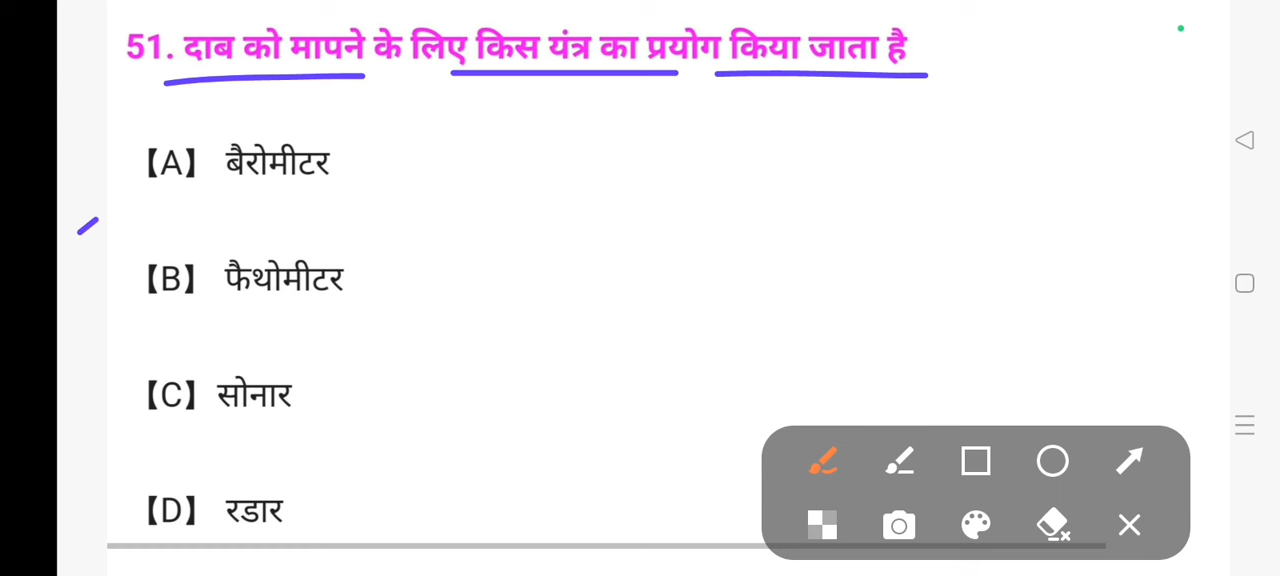 51. दाब को मापने के लिए किस यंत्र का प्रयोग किया जाता है
【A】 बैरोमीटर
【B】 फैथोमीटर
【C】 सोनार
【D】 रडार